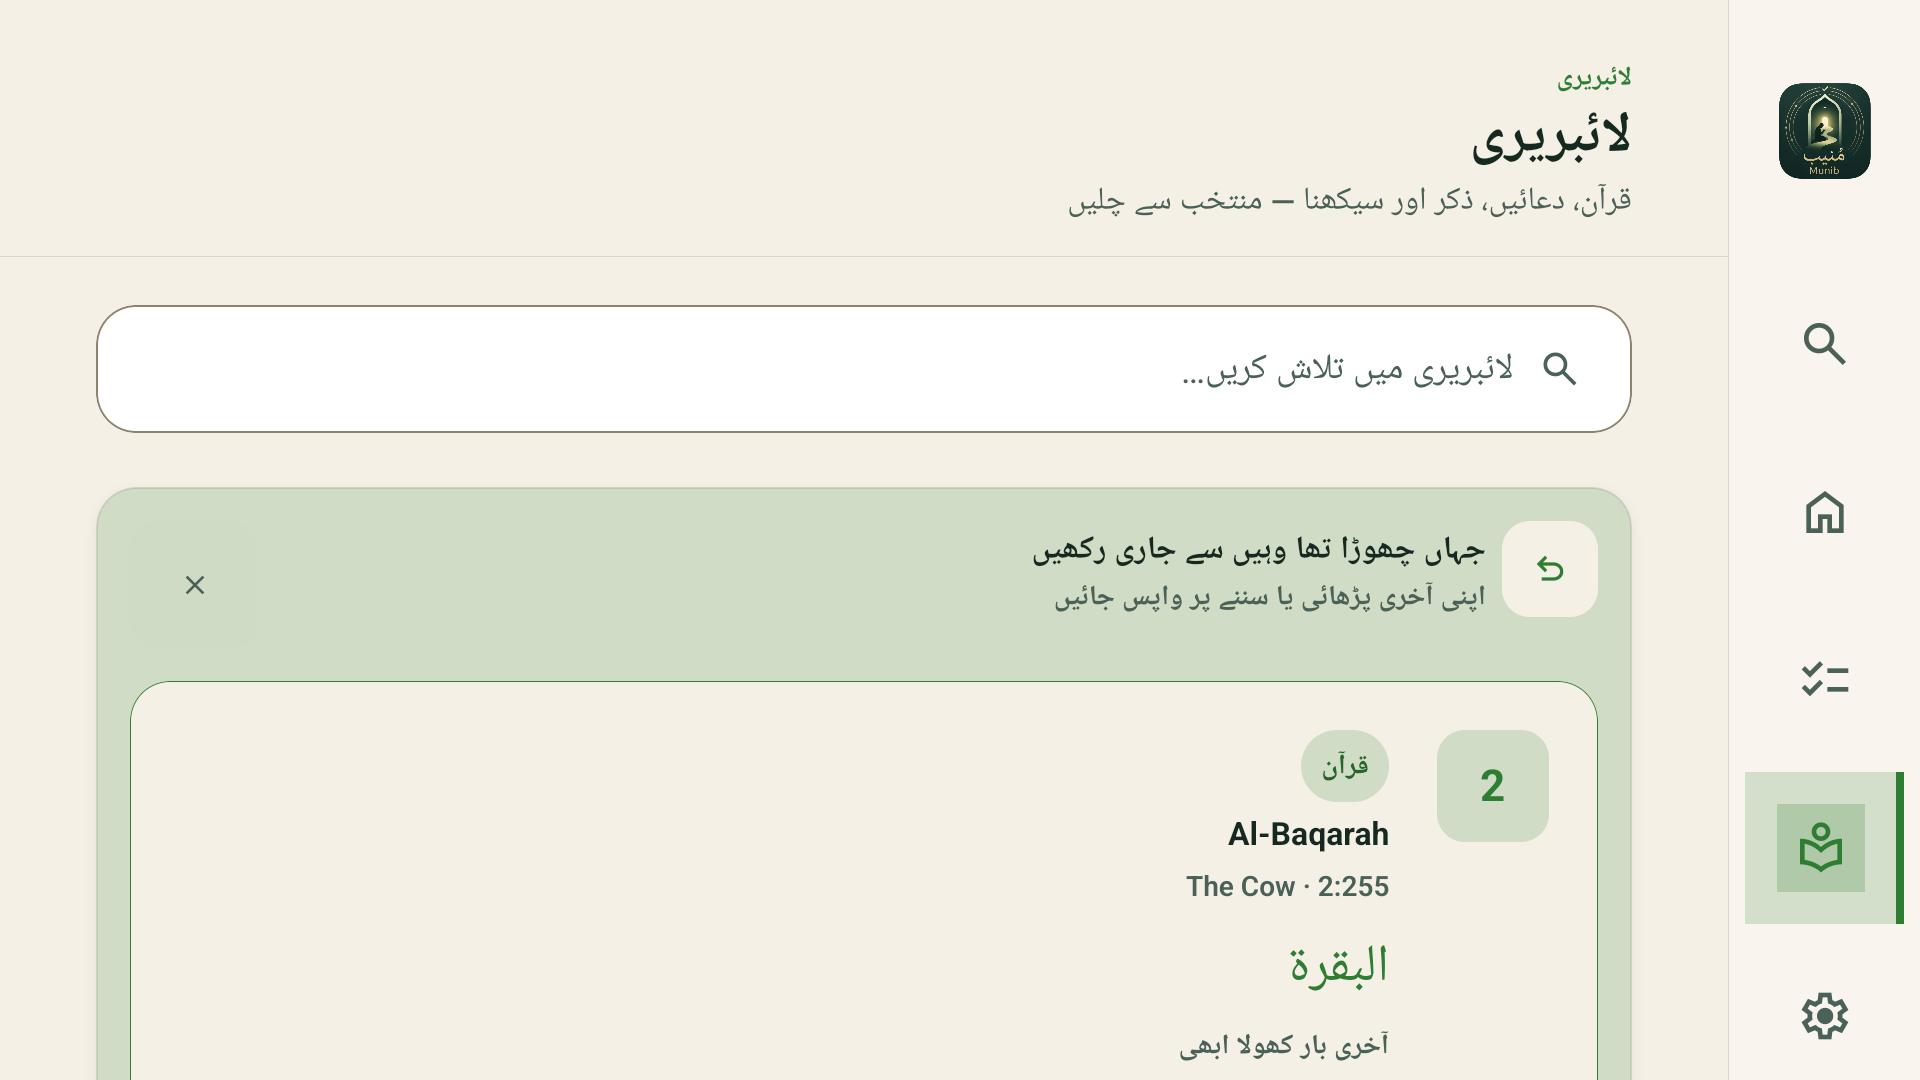 لائبریری
لائبریری
قرآن، دعائیں، ذکر اور سیکھنا — منتخب سے چلیں
مُنیب
Munib
لائبریری میں تلاش کریں...
جہاں چھوڑا تھا وہیں سے جاری رکھیں
اپنی آخری پڑھائی یا سننے پر واپس جائیں
2
قرآن
Al-Baqarah
The Cow · 2:255
البقرة
آخری بار کھولا ابھی